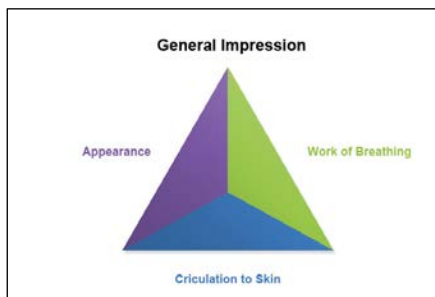 General Impression
Appearance
Work of Breathing
Criculation to Skin